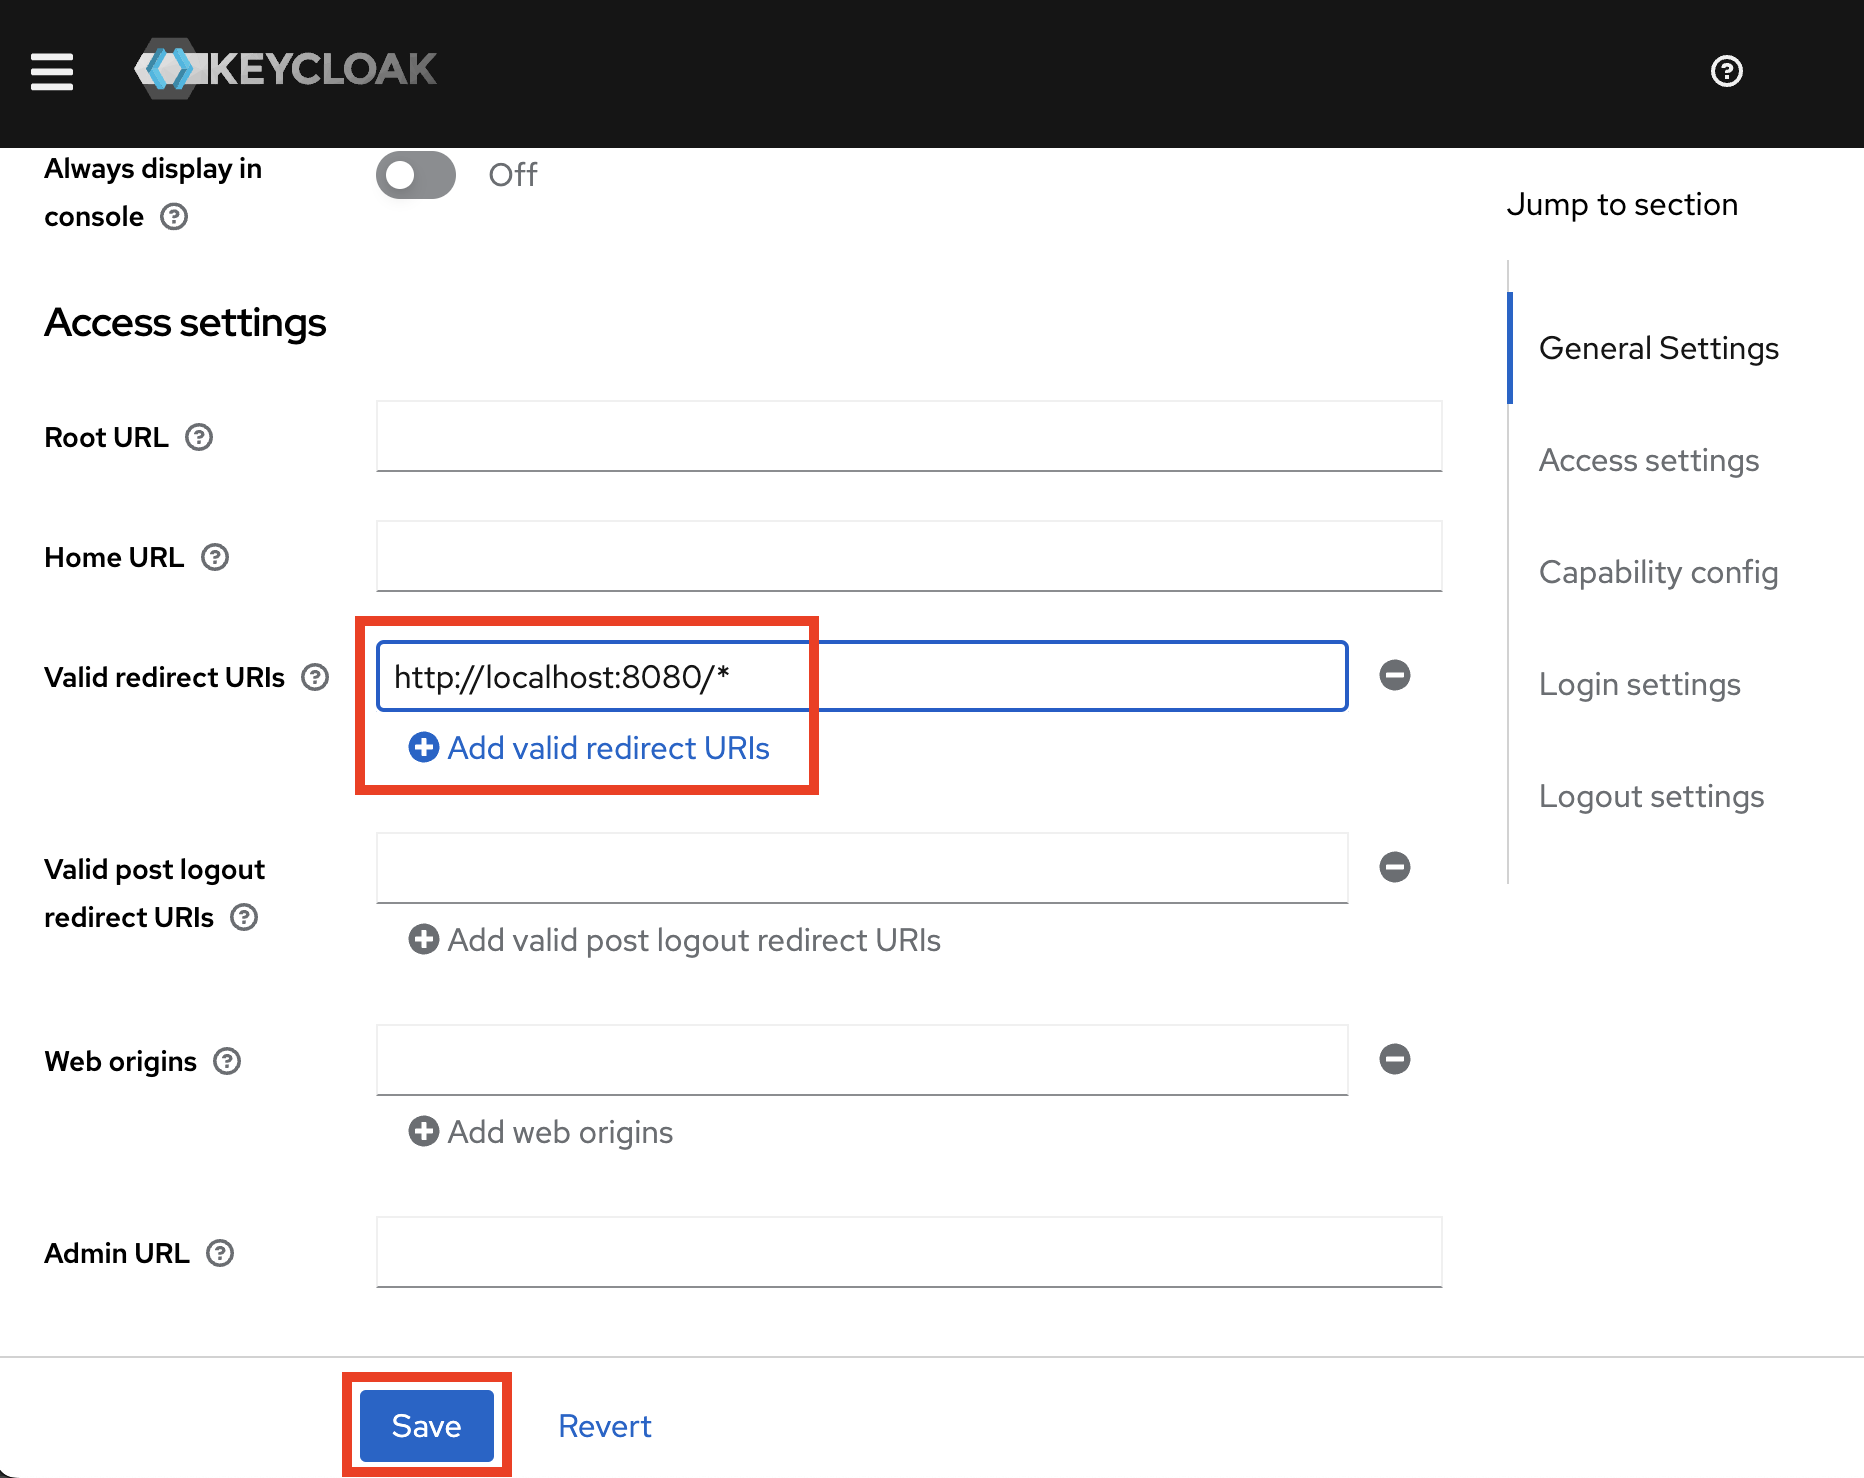 KEYCLOAK
Always display in
console
Off
Jump to section
Access settings
General Settings
Root URL
Access settings
Home URL
Capability config
Valid redirect URIs
http://localhost:8080/*
Login settings
Add valid redirect URIs
Logout settings
Valid post logout
redirect URIs
Add valid post logout redirect URIs
Web origins
Add web origins
Admin URL
Save
Revert